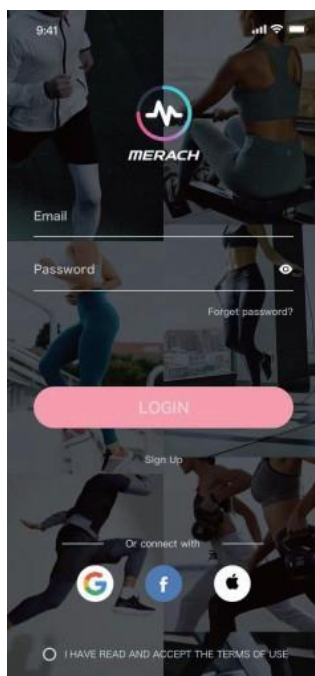 9:41
MERACH
Email
Password
Forget password?
LOGIN
Sign Up
Or connect with
G
f
I HAVE READ AND ACCEPT THE TERMS OF USE